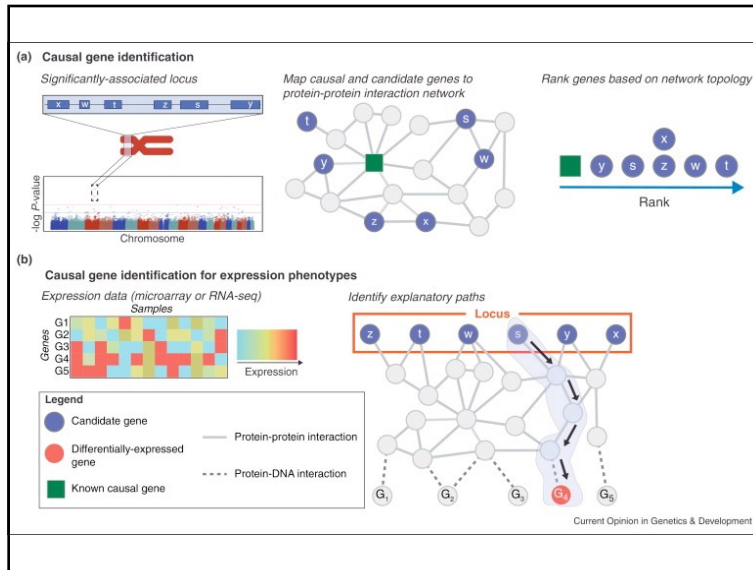 (a) Causal gene identification
Significantly-associated locus
x w t z s y
-log P-value
Chromosome
Map causal and candidate genes to
protein-protein interaction network
t
s
y
w
z
x
Rank genes based on network topology
x
y s z w t
Rank
(b)
Causal gene identification for expression phenotypes
Expression data (microarray or RNA-seq)
Samples
Genes
G1
G2
G3
G4
G5
Expression
Legend
Candidate gene
Differentially-expressed
gene
Known causal gene
Protein-protein interaction
Protein-DNA interaction
Identify explanatory paths
Locus
z t w s y x
G1 G2 G3 G4 G5
Current Opinion in Genetics & Development